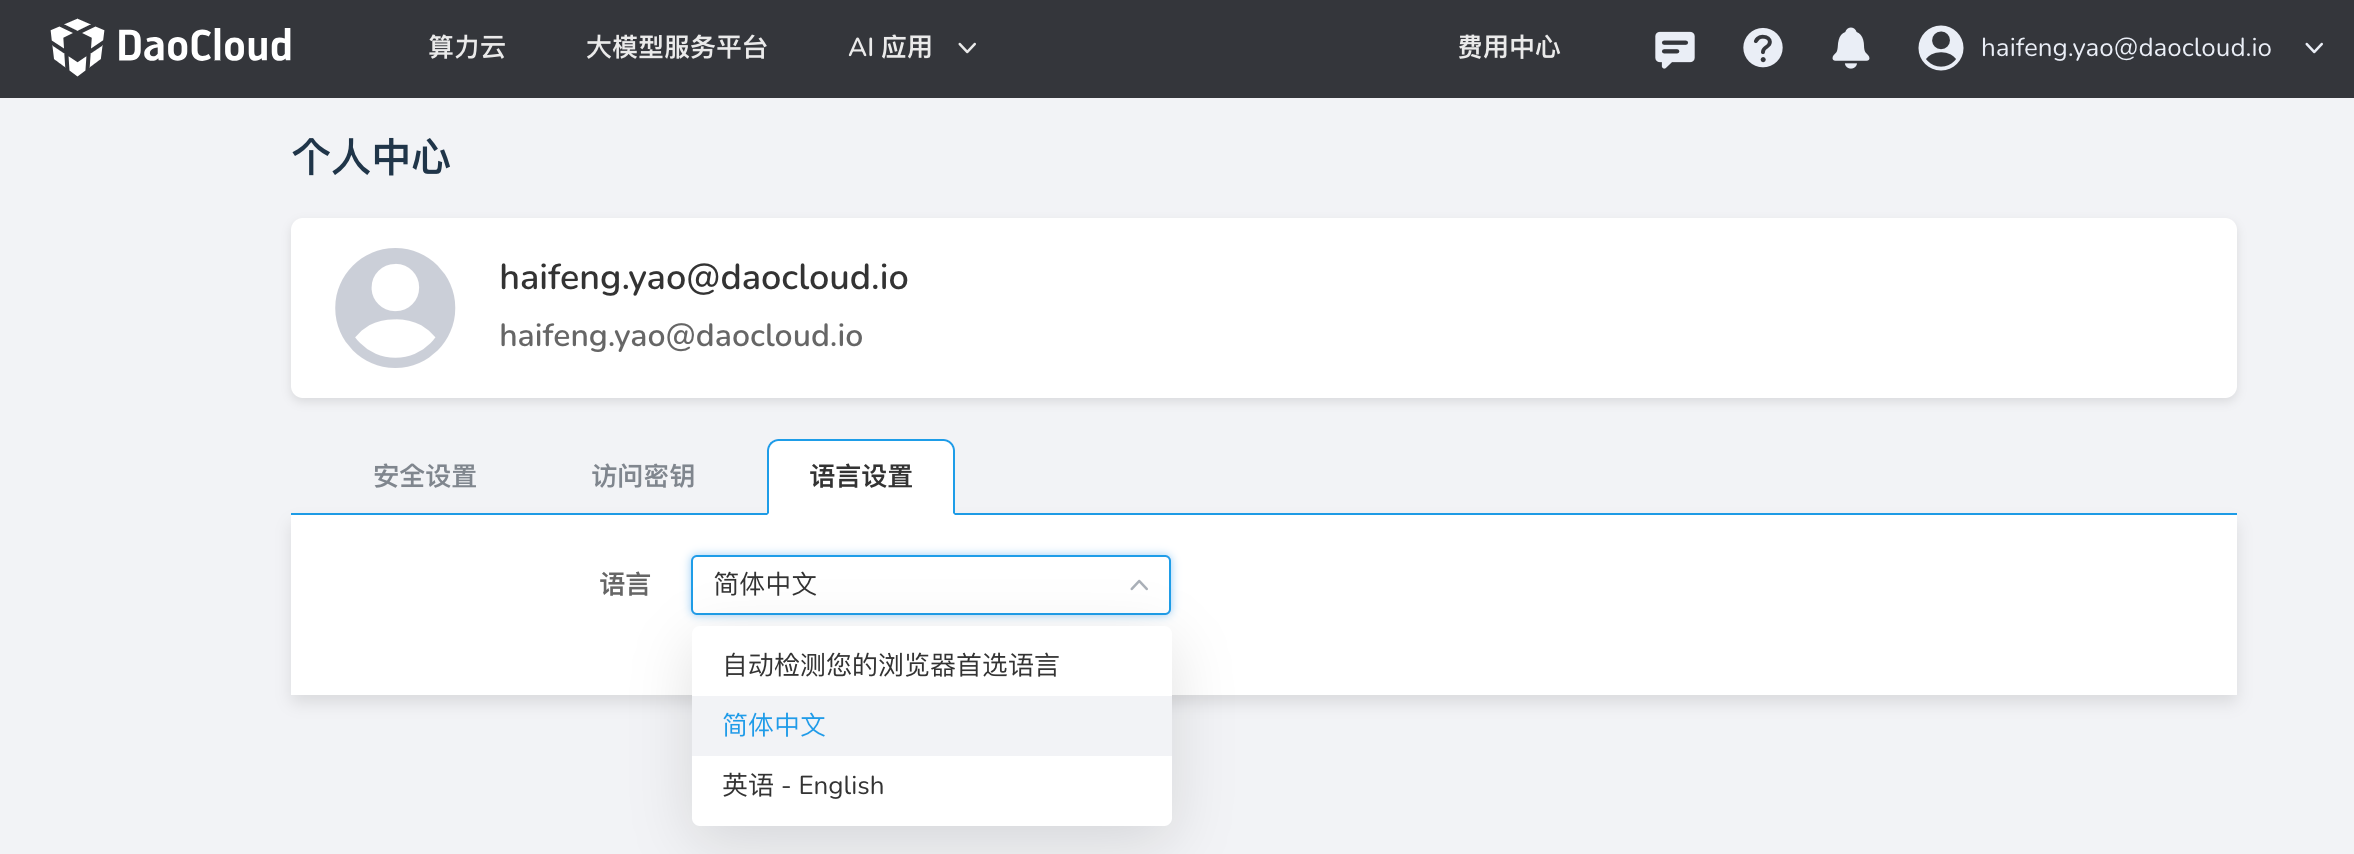 DaoCloud 算力云 大模型服务平台 AI 应用 费用中心 haifeng.yao@daocloud.io
个人中心
haifeng.yao@daocloud.io
haifeng.yao@daocloud.io
安全设置 访问密钥 语言设置
语言 简体中文
自动检测您的浏览器首选语言
简体中文
英语 - English